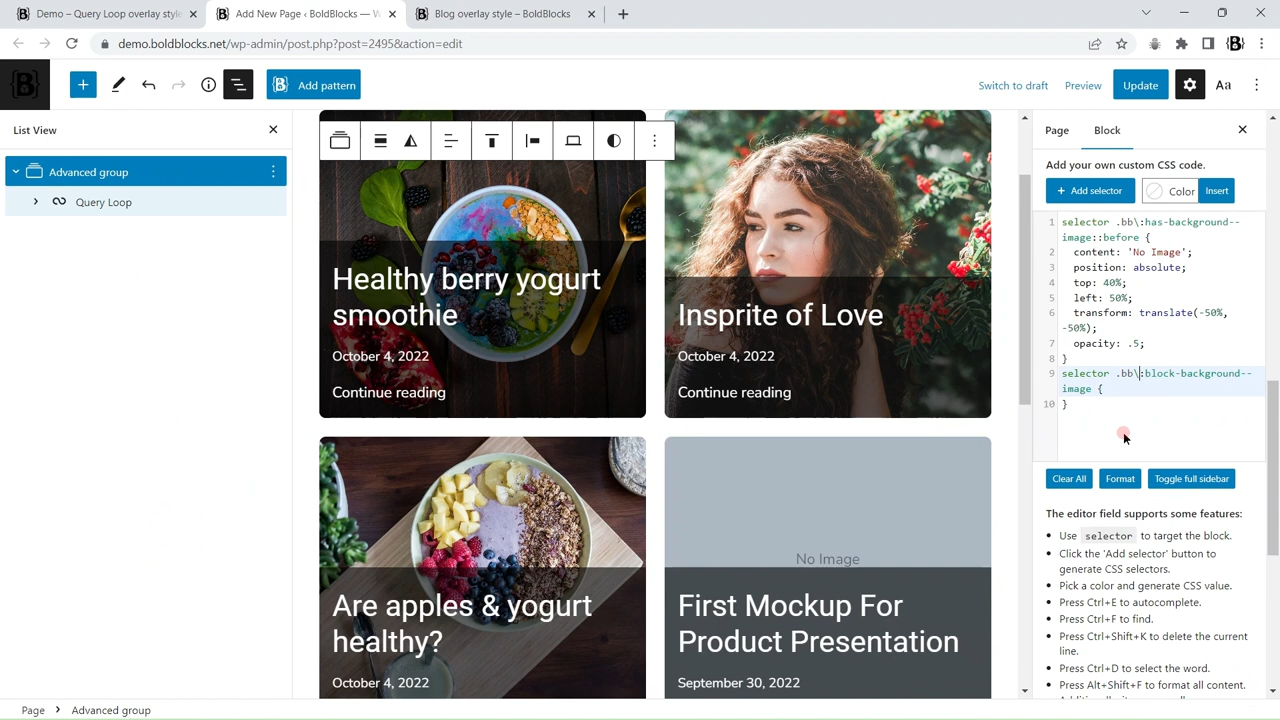 Demo – Query Loop overlay style
Add New Page ‹ BoldBlocks — W
Blog overlay style – BoldBlocks
demo.boldblocks.net/wp-admin/post.php?post=2495&action=edit
{B}
{B}
{B} Add pattern
Switch to draft
Preview
Update
Aa
List View
Advanced group
Query Loop
Healthy berry yogurt
smoothie
October 4, 2022
Continue reading
Insprite of Love
October 4, 2022
Continue reading
Are apples & yogurt
healthy?
October 4, 2022
No Image
First Mockup For
Product Presentation
September 30, 2022
Page
Block
Add your own custom CSS code.
+ Add selector
Color
Insert
1 selector .bb\:has-background--
image::before {
2 content: 'No Image';
3 position: absolute;
4 top: 40%;
5 left: 50%;
6 transform: translate(-50%,
-50%);
7 opacity: .5;
8 }
9 selector .bb\:block-background--
image {
10 }
Clear All
Format
Toggle full sidebar
The editor field supports some features:
• Use selector to target the block.
• Click the 'Add selector' button to
generate CSS selectors.
• Pick a color and generate CSS value.
• Press Ctrl+E to autocomplete.
• Press Ctrl+F to find.
• Press Ctrl+Shift+K to delete the current
line.
• Press Ctrl+D to select the word.
• Press Alt+Shift+F to format all content.
Page › Advanced group